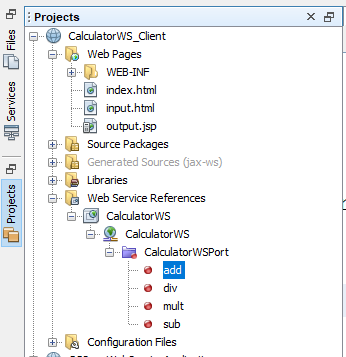 Projects
CalculatorWS_Client
Web Pages
WEB-INF
index.html
input.html
output.jsp
Source Packages
Generated Sources (jax-ws)
Libraries
Web Service References
CalculatorWS
CalculatorWS
CalculatorWSPort
add
div
mult
sub
Configuration Files
Files
Services
Projects